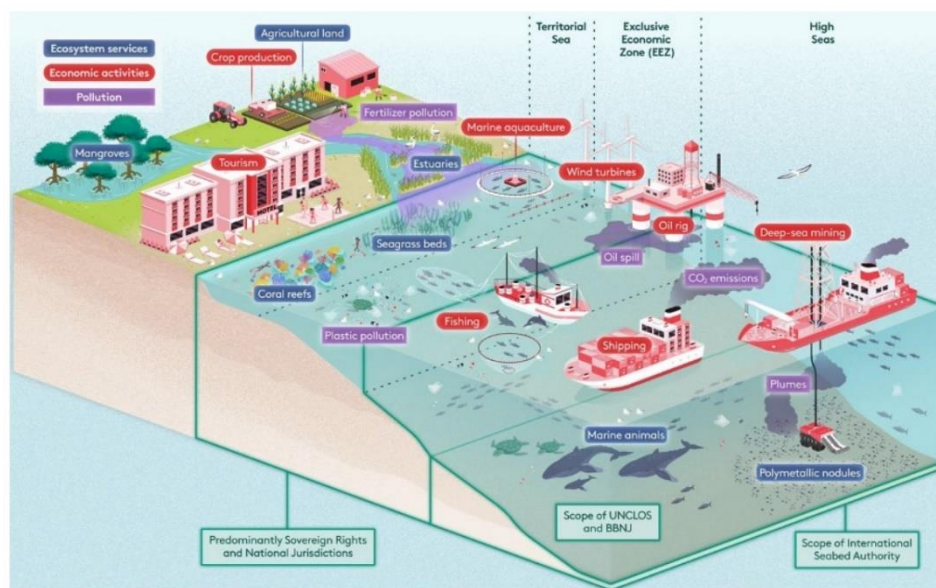 Territorial
Sea
Exclusive
Economic
Zone (EEZ)
High
Seas
Ecosystem services
Economic activities
Pollution
Agricultural land
Crop production
Fertilizer pollution
Marine aquaculture
Mangroves
Tourism
Estuaries
Wind turbines
HOTEL
Oil rig
Deep-sea mining
Seagrass beds
Oil spill
CO₂ emissions
Coral reefs
Fishing
Plastic pollution
Shipping
Plumes
Marine animals
Polymetallic nodules
Scope of UNCLOS
and BBNJ
Predominantly Sovereign Rights
and National Jurisdictions
Scope of International
Seabed Authority